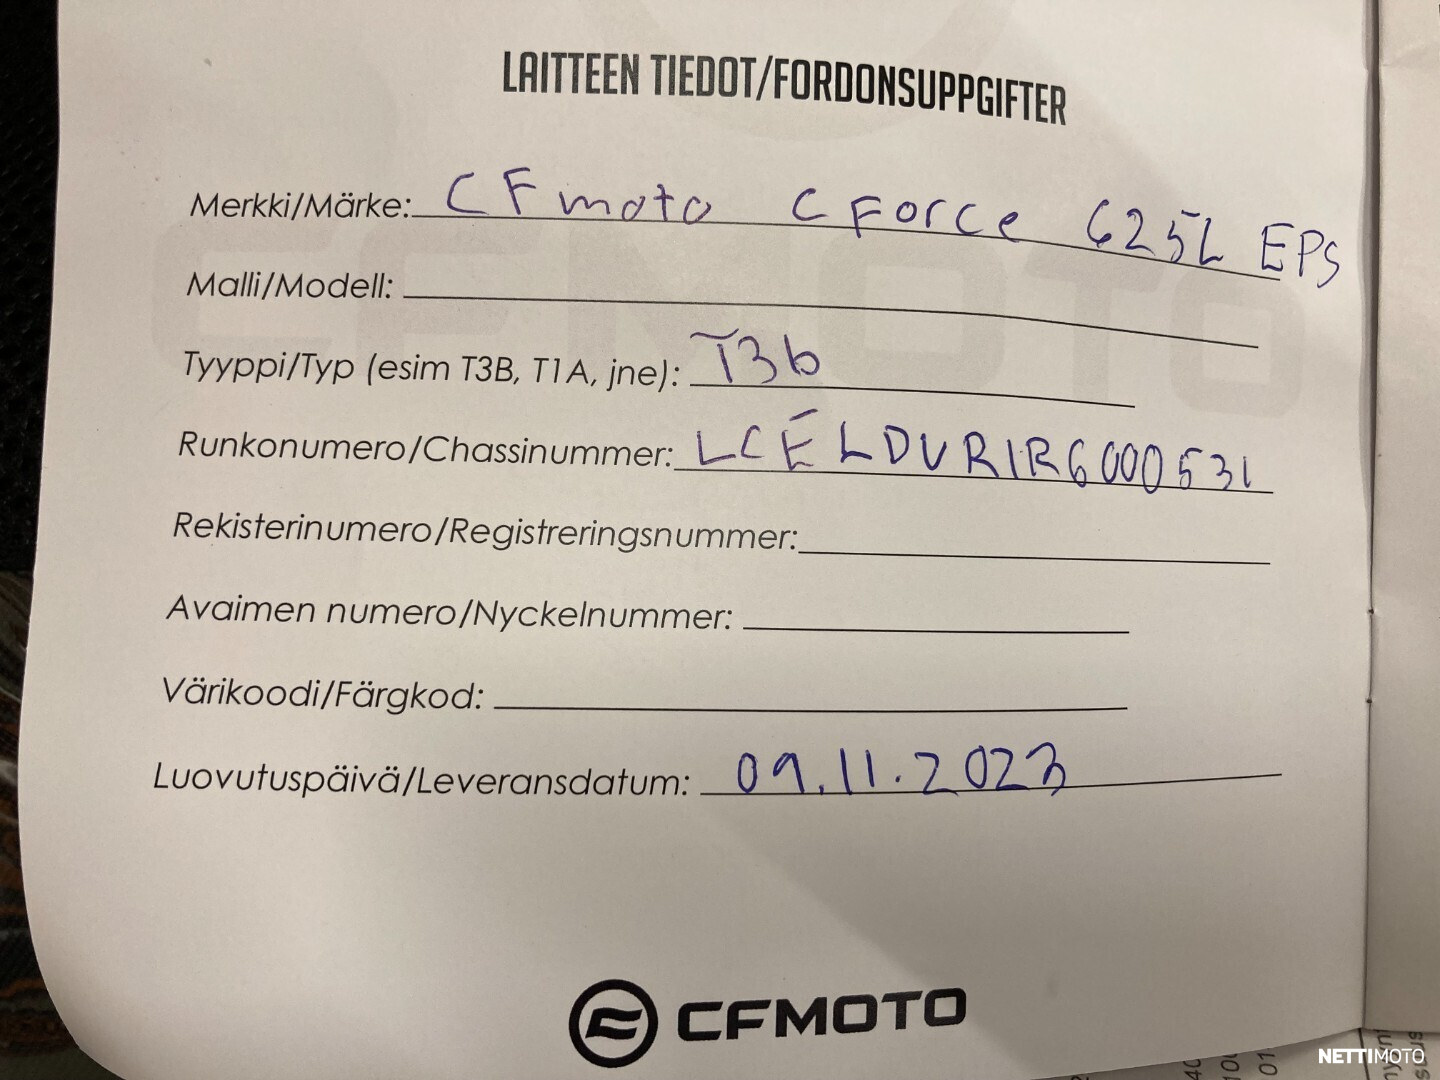 LAITTEEN TIEDOT/FORDONSUPPGIFTER
Merkki/Märke: CFmoto CForce 625L EPS
Malli/Modell:
Tyyppi/Typ (esim T3B, T1A, jne): T3b
Runkonumero/Chassinummer: LCELDVR1R6000531
Rekisterinumero/Registreringsnummer:
Avaimen numero/Nyckelnummer:
Värikoodi/Färgkod:
Luovutuspäivä/Leveransdatum: 09.11.2023
CFMOTO
NETTIMOTO